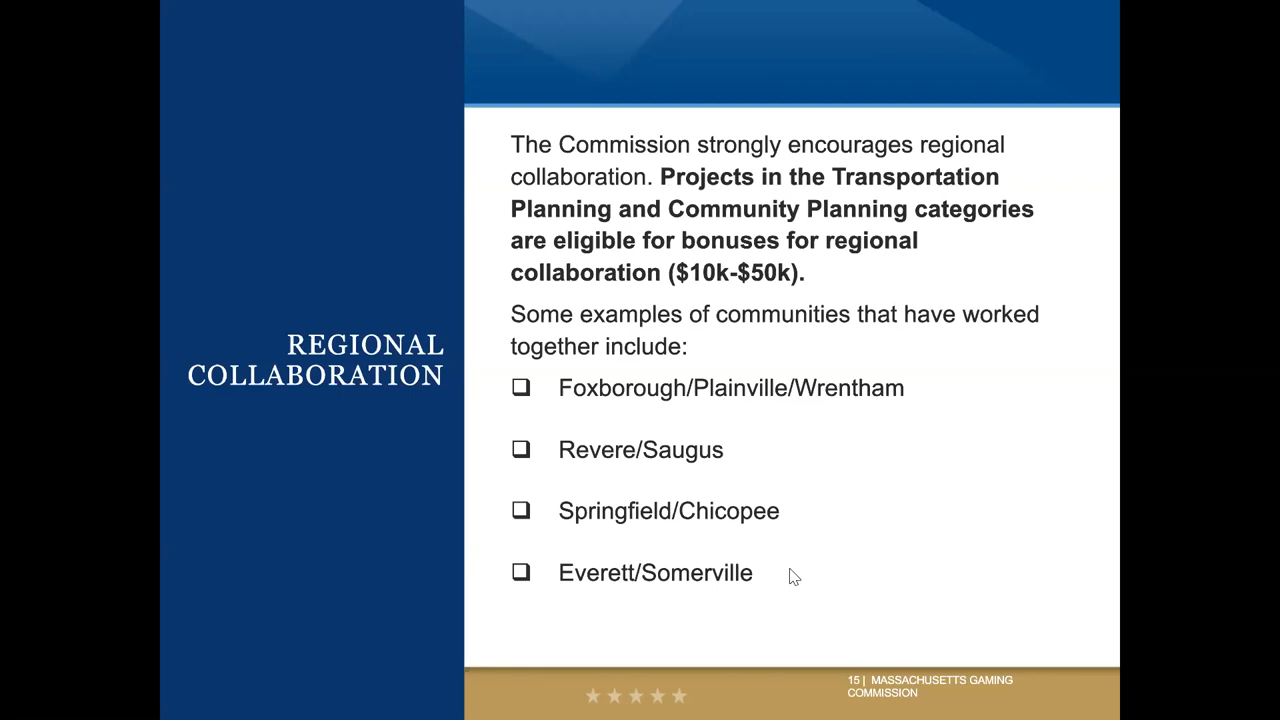 REGIONAL
COLLABORATION
The Commission strongly encourages regional
collaboration. Projects in the Transportation
Planning and Community Planning categories
are eligible for bonuses for regional
collaboration ($10k-$50k).
Some examples of communities that have worked
together include:
Foxborough/Plainville/Wrentham
Revere/Saugus
Springfield/Chicopee
Everett/Somerville
15 | MASSACHUSETTS GAMING
COMMISSION